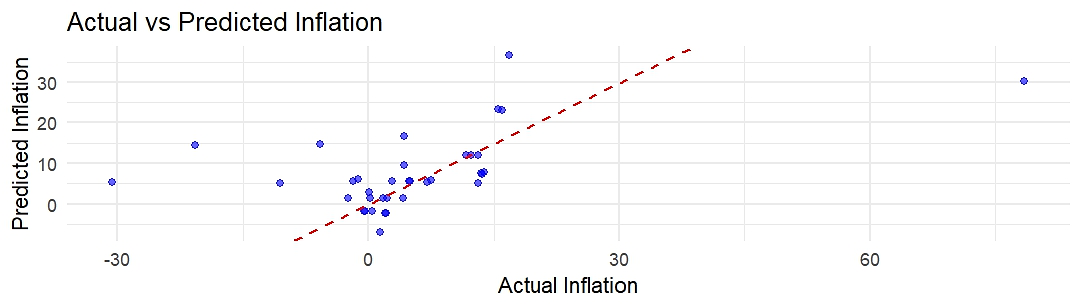 Actual vs Predicted Inflation
Predicted Inflation
30
20
10
0
-30 0 30 60
Actual Inflation